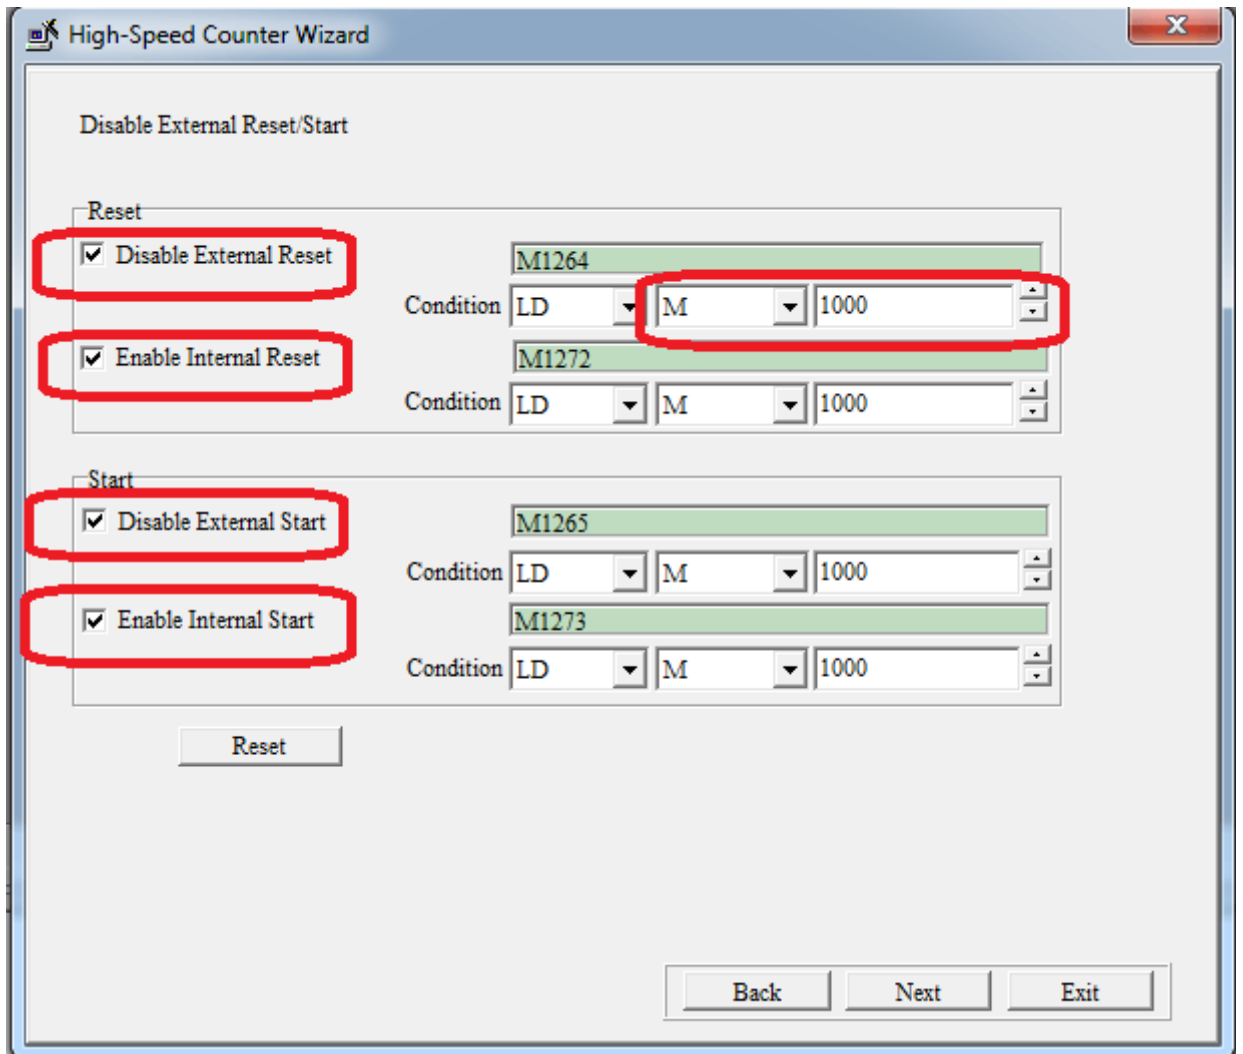 High-Speed Counter Wizard
X
Disable External Reset/Start
Reset
Disable External Reset
M1264
Condition LD M 1000
Enable Internal Reset
M1272
Condition LD M 1000
Start
Disable External Start
M1265
Condition LD M 1000
Enable Internal Start
M1273
Condition LD M 1000
Reset
Back Next Exit